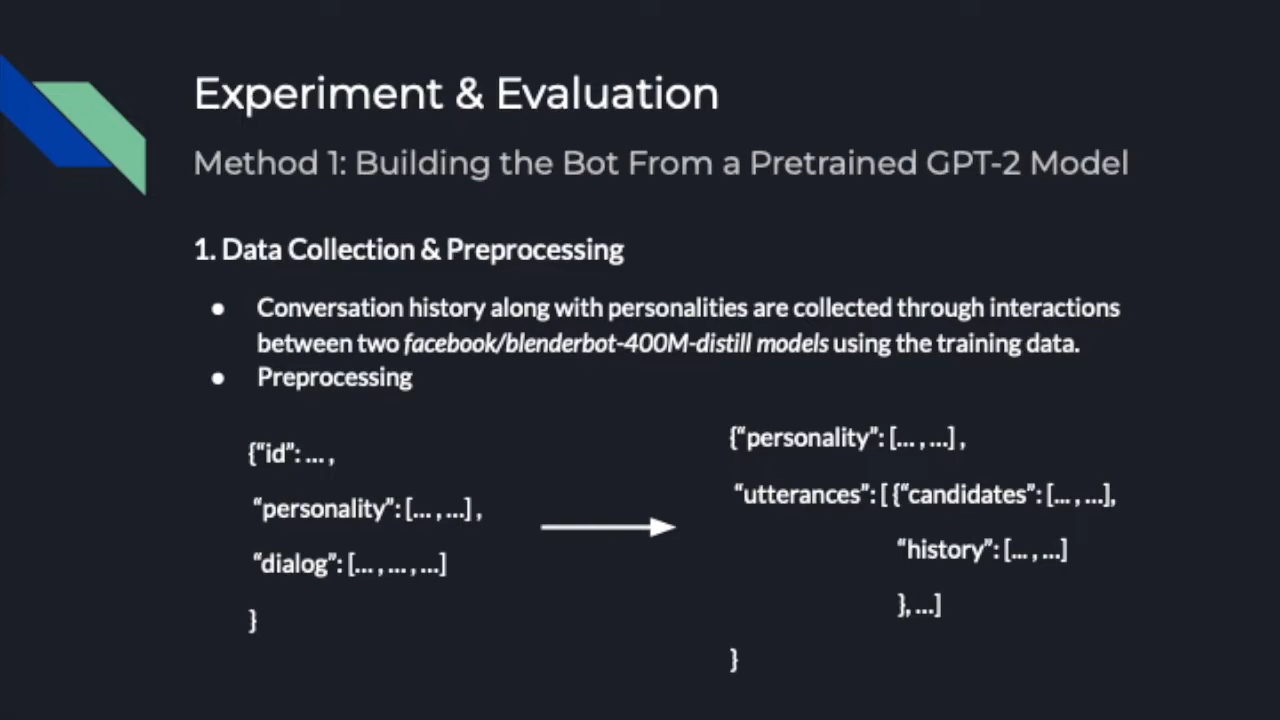 Experiment & Evaluation
Method 1: Building the Bot From a Pretrained GPT-2 Model
1. Data Collection & Preprocessing
● Conversation history along with personalities are collected through interactions
between two facebook/blenderbot-400M-distill models using the training data.
● Preprocessing
{“id”: ... ,
“personality”: [... , ...] ,
“dialog”: [... , ... , ...]
}
{“personality”: [... , ...] ,
“utterances”: [ {“candidates”: [... , ...],
“history”: [... , ...]
}, ...]
}